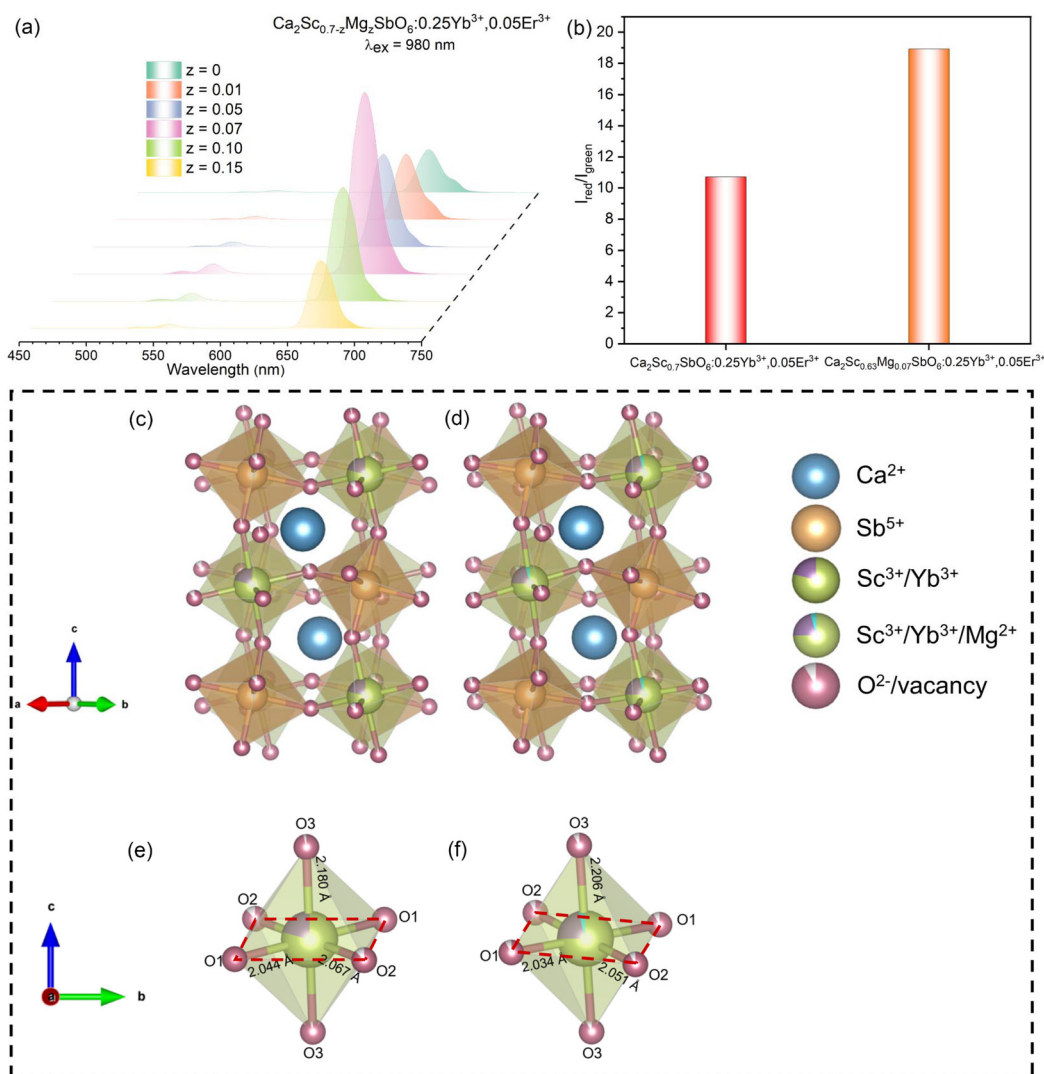 (a)
Ca₂Sc₀.₇₋zMgzSbO₆:0.25Yb³⁺,0.05Er³⁺
λex = 980 nm
z = 0
z = 0.01
z = 0.05
z = 0.07
z = 0.10
z = 0.15
450 500 550 600 650 700 750
Wavelength (nm)
(b)
20
18
16
14
12
10
8
6
4
2
0
Ired/Igreen
Ca₂Sc₀.₇SbO₆:0.25Yb³⁺,0.05Er³⁺
Ca₂Sc₀.₆₃Mg₀.₀₇SbO₆:0.25Yb³⁺,0.05Er³⁺
(c)
(d)
Ca²⁺
Sb⁵⁺
Sc³⁺/Yb³⁺
Sc³⁺/Yb³⁺/Mg²⁺
O²⁻/vacancy
c
a
b
(e)
O3
2.180 Å
O2
O1
O1
2.044 Å
2.067 Å
O2
O3
(f)
O3
2.206 Å
O2
O1
O1
2.034 Å
2.051 Å
O2
O3
c
a
b